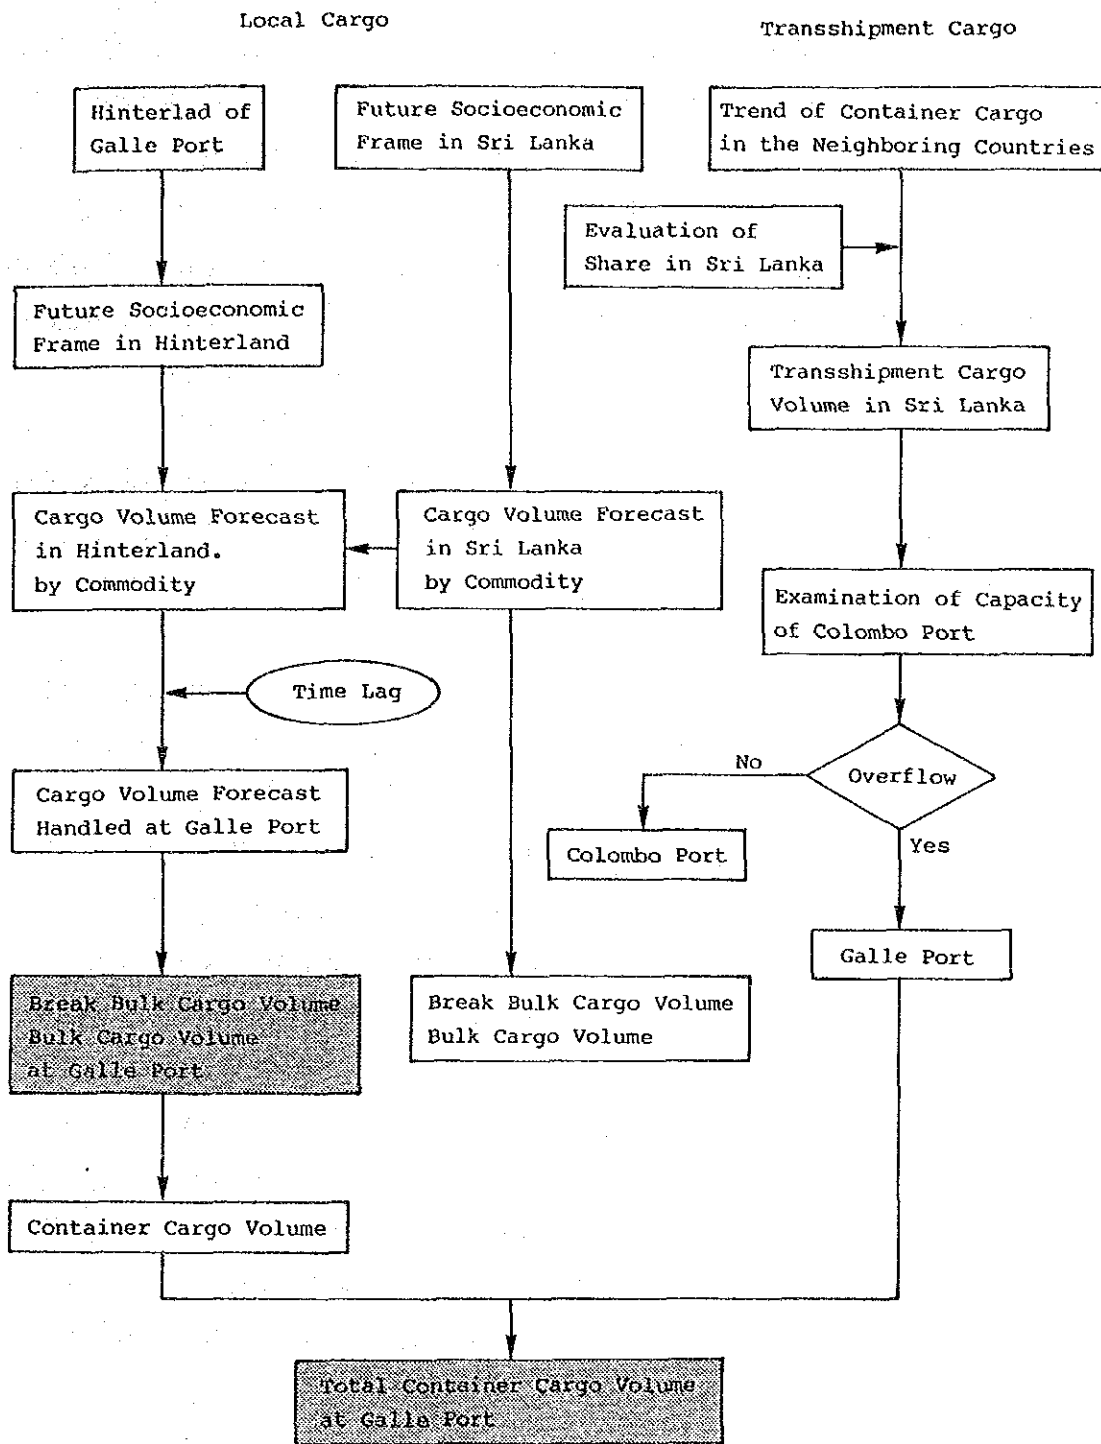 Local Cargo
Transshipment Cargo
Hinterlad of
Galle Port
Future Socioeconomic
Frame in Sri Lanka
Trend of Container Cargo
in the Neighboring Countries
Evaluation of
Share in Sri Lanka
Future Socioeconomic
Frame in Hinterland
Transshipment Cargo
Volume in Sri Lanka
Cargo Volume Forecast
in Hinterland.
by Commodity
Cargo Volume Forecast
in Sri Lanka
by Commodity
Examination of Capacity
of Colombo Port
Time Lag
No
Overflow
Yes
Cargo Volume Forecast
Handled at Galle Port
Colombo Port
Galle Port
Break Bulk Cargo Volume
Bulk Cargo Volume
at Galle Port
Break Bulk Cargo Volume
Bulk Cargo Volume
Container Cargo Volume
Total Container Cargo Volume
at Galle Port